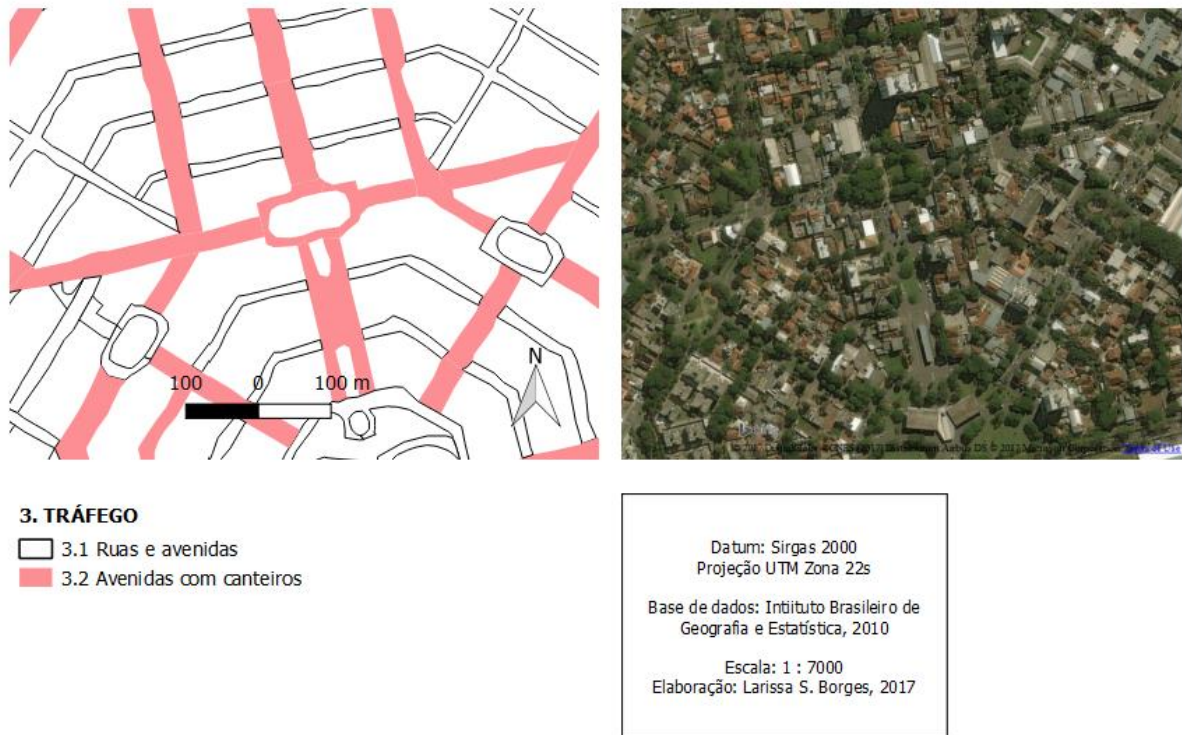 N
100 0 100 m
3. TRÁFEGO
3.1 Ruas e avenidas
3.2 Avenidas com canteiros
Datum: Sirgas 2000
Projeção UTM Zona 22s
Base de dados: Intiituto Brasileiro de
Geografia e Estatística, 2010
Escala: 1 : 7000
Elaboração: Larissa S. Borges, 2017